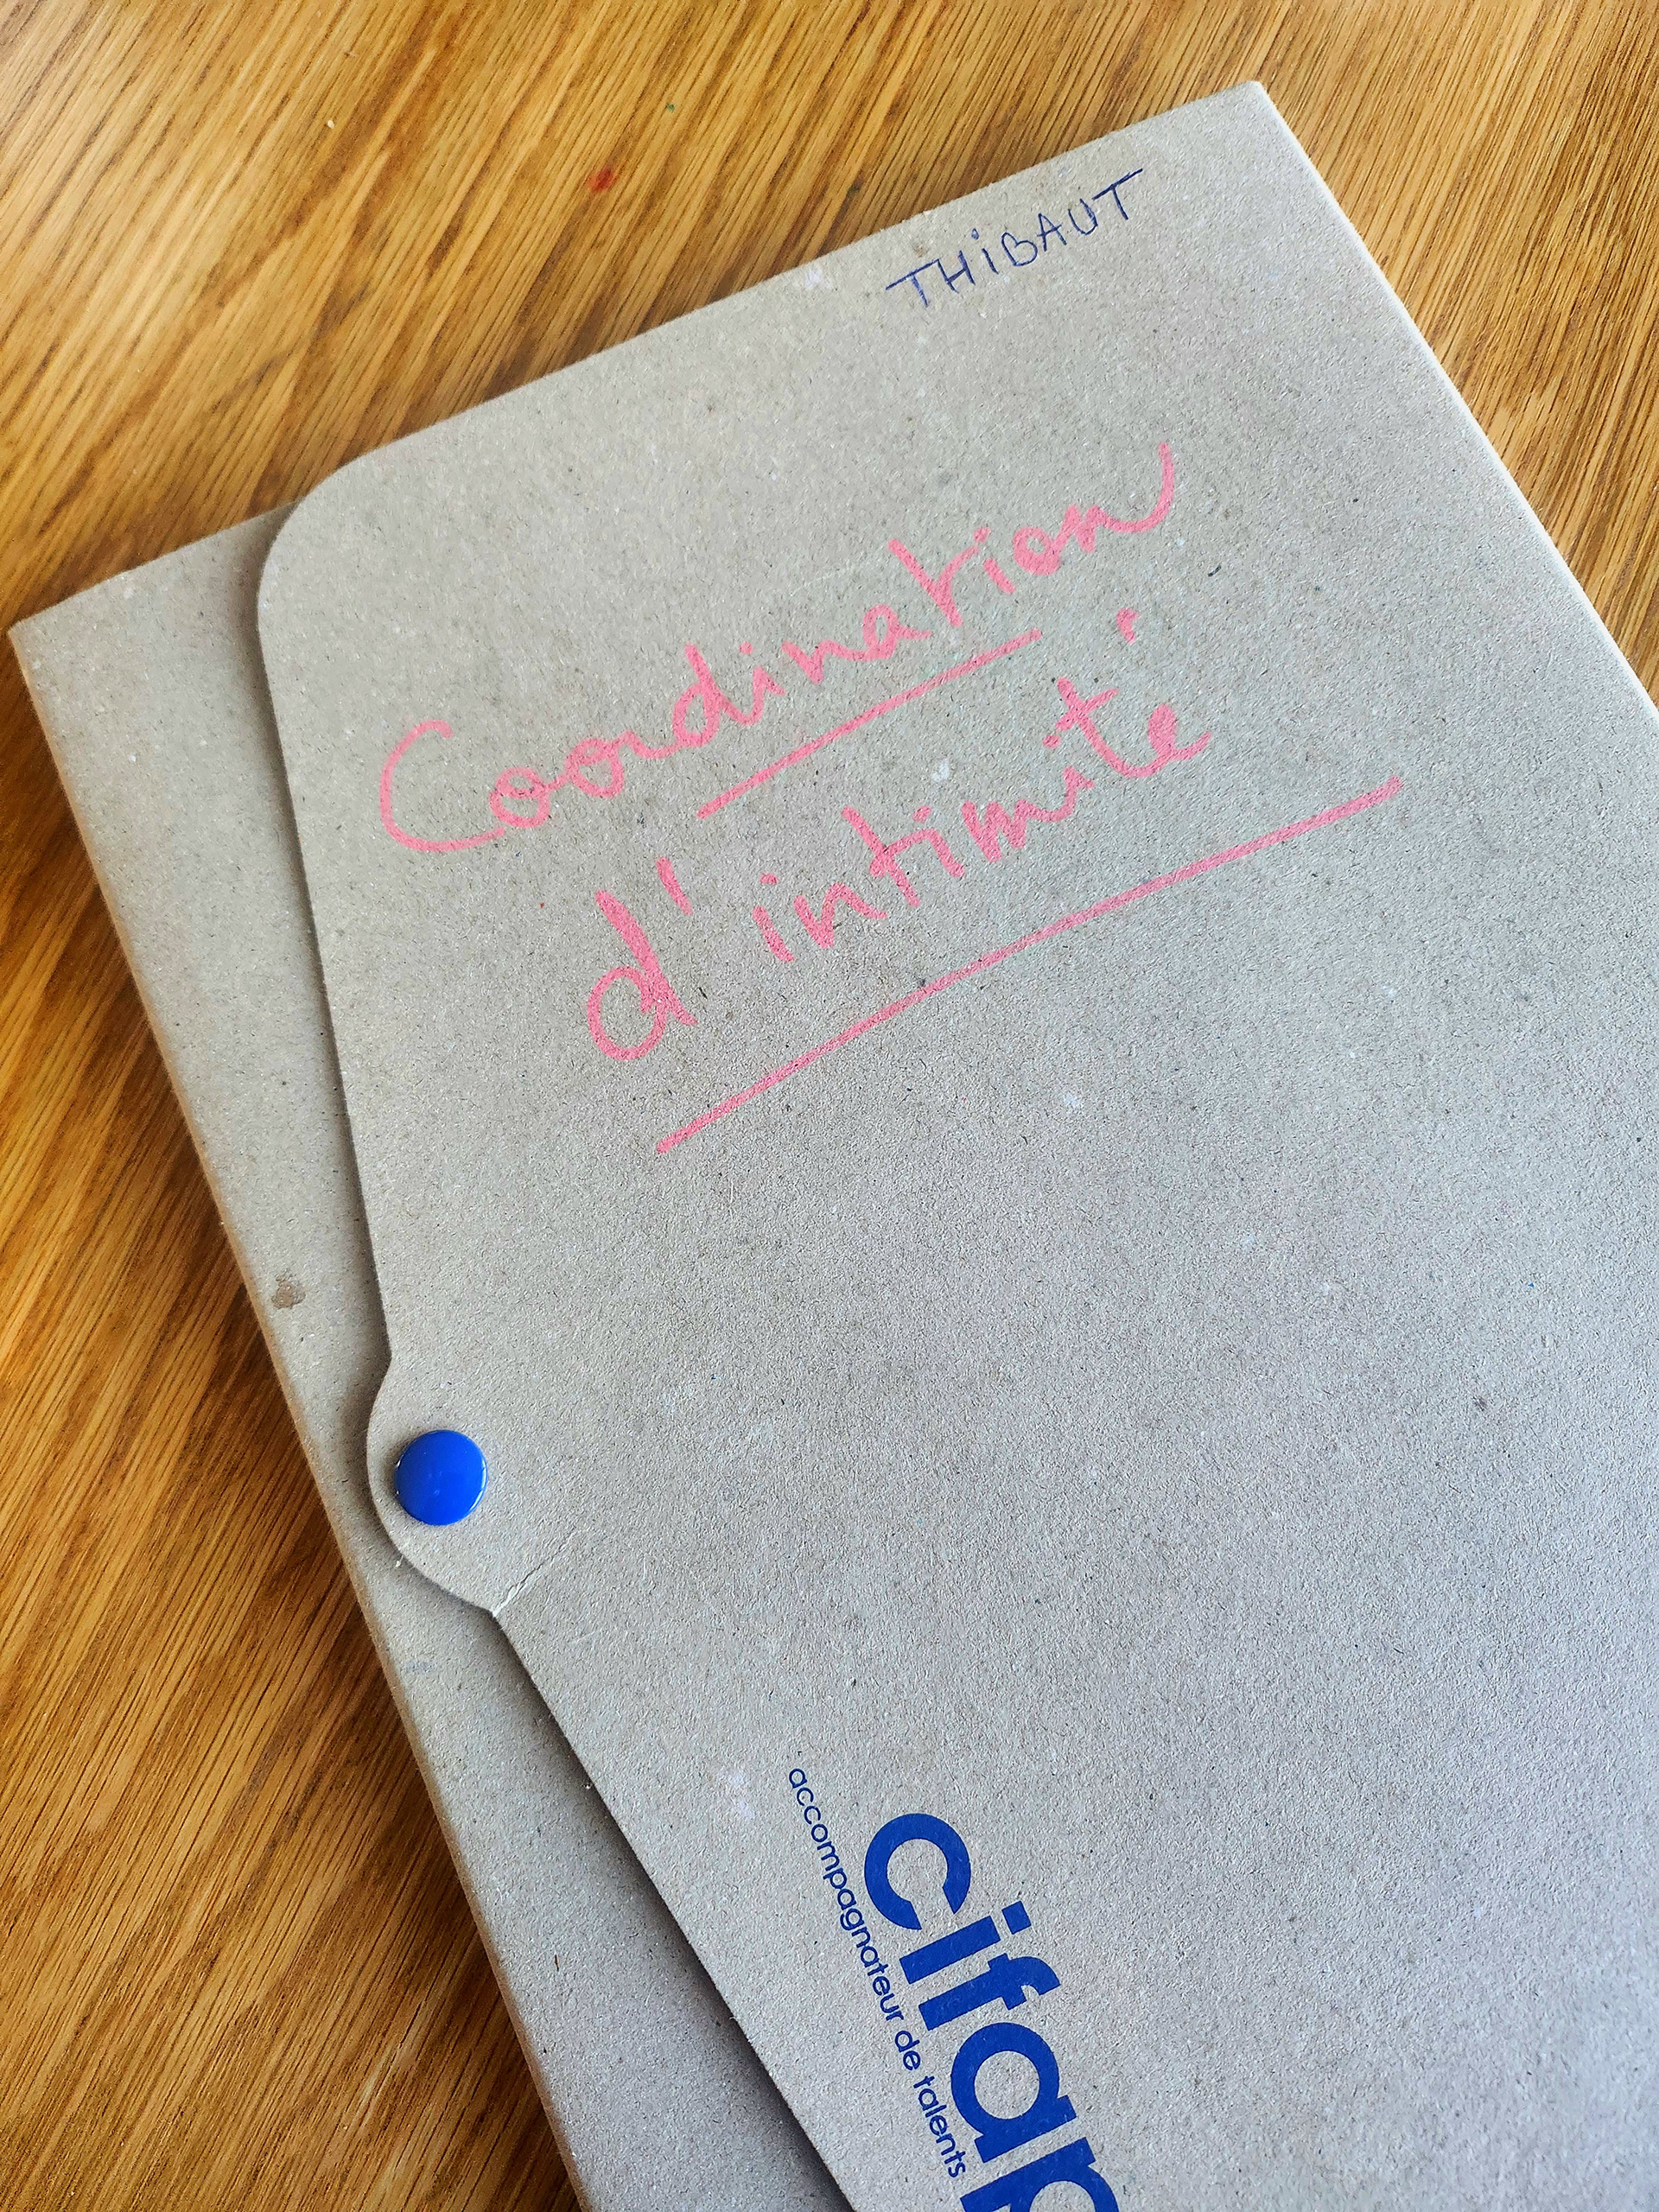 THiBAUT
Coordination
d'intimité
cifap
accompagnateur de talents